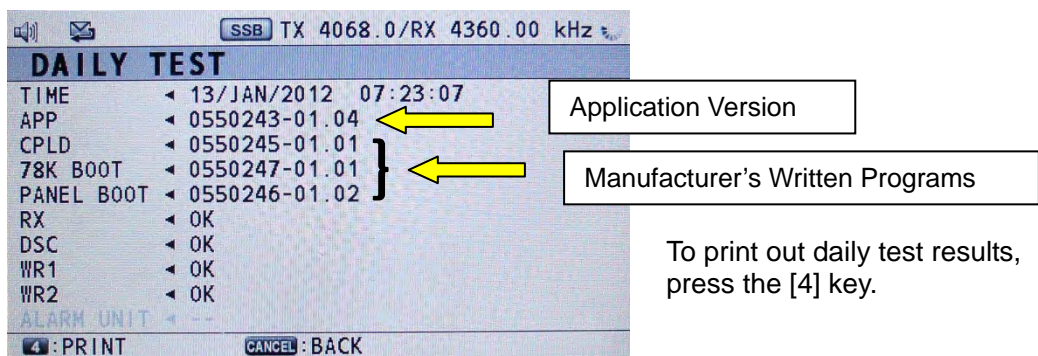 SSB TX 4068.0/RX 4360.00 kHz
DAILY TEST
TIME ◄ 13/JAN/2012 07:23:07
APP ◄ 0550243-01.04
CPLD ◄ 0550245-01.01
78K BOOT ◄ 0550247-01.01
PANEL BOOT ◄ 0550246-01.02
RX ◄ OK
DSC ◄ OK
WR1 ◄ OK
WR2 ◄ OK
ALARM UNIT ◄ --
4:PRINT CANCEL:BACK
Application Version
Manufacturer's Written Programs
To print out daily test results,
press the [4] key.